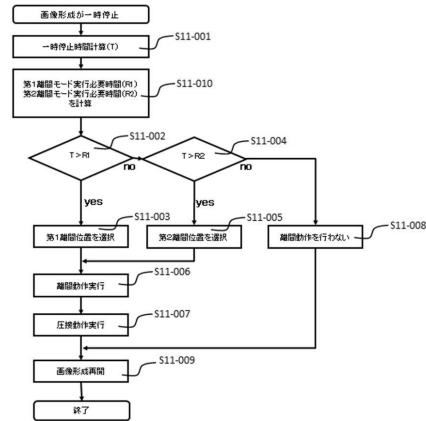 画像形成が一時停止
一時停止時間計算(T)
S11-001
第1離間モード実行必要時間(R1)
第2離間モード実行必要時間(R2)
を計算
S11-010
T>R1
S11-002
no
T>R2
S11-004
no
yes
yes
第1離間位置を選択
S11-003
第2離間位置を選択
S11-005
離間動作を行わない
S11-008
離間動作実行
S11-006
圧接動作実行
S11-007
画像形成再開
S11-009
終了